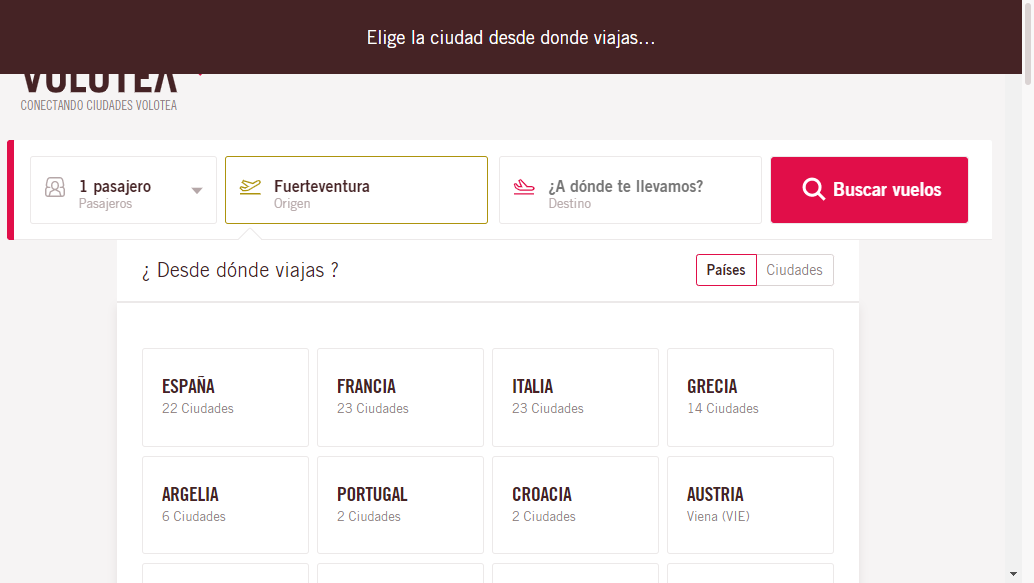 Elige la ciudad desde donde viajas...
VOLOTEA
CONECTANDO CIUDADES VOLOTEA
1 pasajero
Pasajeros
Fuerteventura
Origen
¿A dónde te llevamos?
Destino
Buscar vuelos
¿ Desde dónde viajas ?
Países
Ciudades
ESPAÑA
22 Ciudades
FRANCIA
23 Ciudades
ITALIA
23 Ciudades
GRECIA
14 Ciudades
ARGELIA
6 Ciudades
PORTUGAL
2 Ciudades
CROACIA
2 Ciudades
AUSTRIA
Viena (VIE)